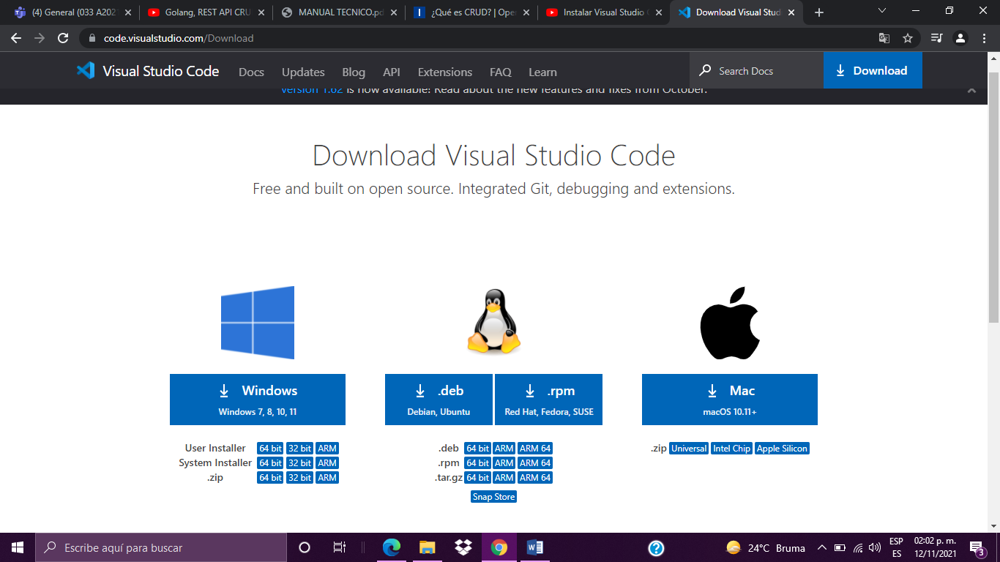 (4) General (033 A202
Golang, REST API CRU
MANUAL TECNICO.pd
¿Qué es CRUD? | Ope
Instalar Visual Studio C
Download Visual Stud
code.visualstudio.com/Download
Visual Studio Code
Docs
Updates
Blog
API
Extensions
FAQ
Learn
Search Docs
Download
Version 1.62 is now available! Read about the new features and fixes from October.
Download Visual Studio Code
Free and built on open source. Integrated Git, debugging and extensions.
Windows
Windows 7, 8, 10, 11
.deb
Debian, Ubuntu
.rpm
Red Hat, Fedora, SUSE
Mac
macOS 10.11+
User Installer 64 bit 32 bit ARM
System Installer 64 bit 32 bit ARM
.zip 64 bit 32 bit ARM
.deb 64 bit ARM ARM 64
.rpm 64 bit ARM ARM 64
.tar.gz 64 bit ARM ARM 64
Snap Store
.zip Universal Intel Chip Apple Silicon
Escribe aquí para buscar
24°C Bruma
ESP
ES
02:02 p. m.
12/11/2021
3